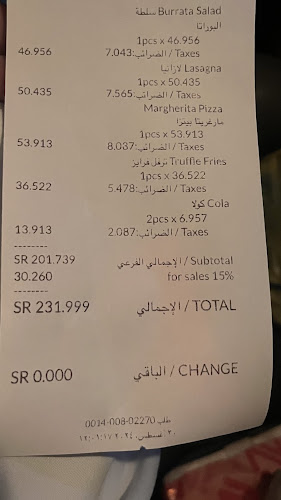 Burrata Salad سلطة
البوراتا
1pcs x 46.956
46.956 7.043:الضرائب / Taxes
Lasagna لازانيا
1pcs x 50.435
50.435 7.565:الضرائب / Taxes
Margherita Pizza
مارغريتا بيتزا
1pcs x 53.913
53.913 8.087:الضرائب / Taxes
Truffle Fries ترفل فرايز
1pcs x 36.522
36.522 5.478:الضرائب / Taxes
Cola كولا
2pcs x 6.957
13.913 2.087:الضرائب / Taxes
--------
SR 201.739 الإجمالي الفرعي / Subtotal
30.260 for sales 15%
--------
SR 231.999 الإجمالي / TOTAL
SR 0.000 الباقي / CHANGE
طلب 02270-008-0014